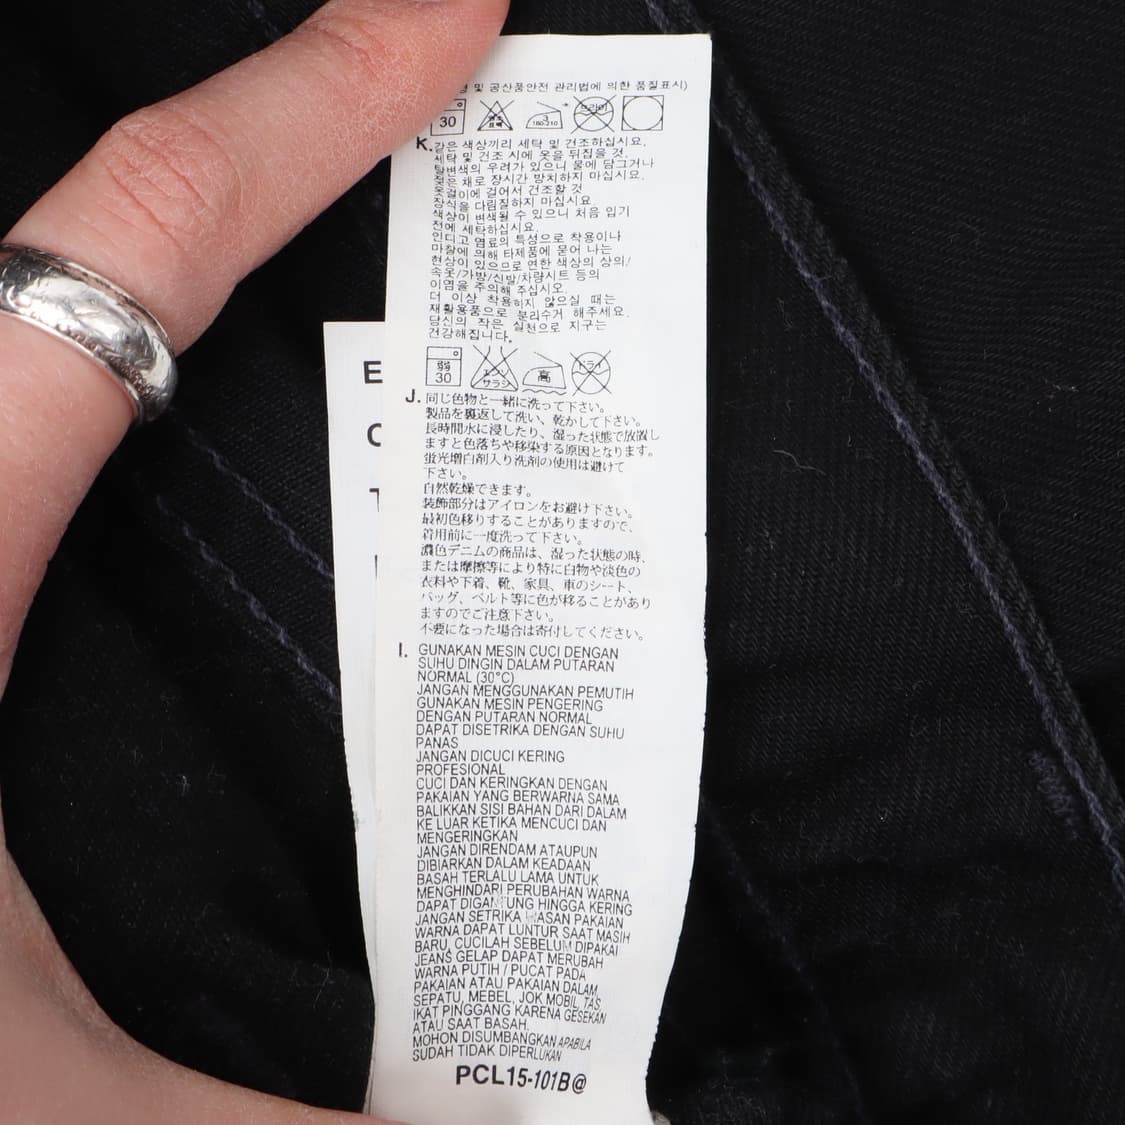 및 공산품안전 관리법에 의한 품질표시)
30 표백 3 180-210 드라이
K. 같은 색상끼리 세탁 및 건조하십시요.
세탁 및 건조 시에 옷을 뒤집을 것.
탈변색의 우려가 있으니 물에 담그거나
젖은 채로 장시간 방치하지 마십시요.
옷걸이에 걸어서 건조할 것
장식을 다림질하지 마십시요.
색상이 변색될 수 있으니 처음 입기
전에 세탁하십시요.
인디고 염료의 특성으로 착용이나
마찰에 의해 타제품에 묻어 나는
현상이 있으므로 연한 색상의 상의/
속옷/가방/신발/차량시트 등의
이염을 주의해 주십시오.
더 이상 착용하지 않으실 때는
재활용품으로 분리수거 해주세요.
당신의 작은 실천으로 지구는
건강해집니다.
弱 30 エンソ サラシ 高 ドライ
J. 同じ色物と一緒に洗って下さい。
製品を裏返して洗い、乾かして下さい。
長時間水に浸したり、湿った状態で放置し
ますと色落ちや移染する原因となります。
蛍光増白剤入り洗剤の使用は避けて
下さい。
自然乾燥できます。
装飾部分はアイロンをお避け下さい。
最初色移りすることがありますので、
着用前に一度洗って下さい。
濃色デニムの商品は、湿った状態の時、
または摩擦等により特に白物や淡色の
衣料や下着、靴、家具、車のシート、
バッグ、ベルト等に色が移ることがあり
ますのでご注意下さい。
不要になった場合は寄付してください。
I. GUNAKAN MESIN CUCI DENGAN
SUHU DINGIN DALAM PUTARAN
NORMAL (30°C)
JANGAN MENGGUNAKAN PEMUTIH
GUNAKAN MESIN PENGERING
DENGAN PUTARAN NORMAL
DAPAT DISETRIKA DENGAN SUHU
PANAS
JANGAN DICUCI KERING
PROFESIONAL
CUCI DAN KERINGKAN DENGAN
PAKAIAN YANG BERWARNA SAMA
BALIKKAN SISI BAHAN DARI DALAM
KE LUAR KETIKA MENCUCI DAN
MENGERINGKAN
JANGAN DIRENDAM ATAUPUN
DIBIARKAN DALAM KEADAAN
BASAH TERLALU LAMA UNTUK
MENGHINDARI PERUBAHAN WARNA
DAPAT DIGANTUNG HINGGA KERING
JANGAN SETRIKA HIASAN PAKAIAN
WARNA DAPAT LUNTUR SAAT MASIH
BARU, CUCILAH SEBELUM DIPAKAI
JEANS GELAP DAPAT MERUBAH
WARNA PUTIH / PUCAT PADA
PAKAIAN ATAU PAKAIAN DALAM,
SEPATU, MEBEL, JOK MOBIL, TAS,
IKAT PINGGANG KARENA GESEKAN
ATAU SAAT BASAH.
MOHON DISUMBANGKAN APABILA
SUDAH TIDAK DIPERLUKAN
PCL15-101B@